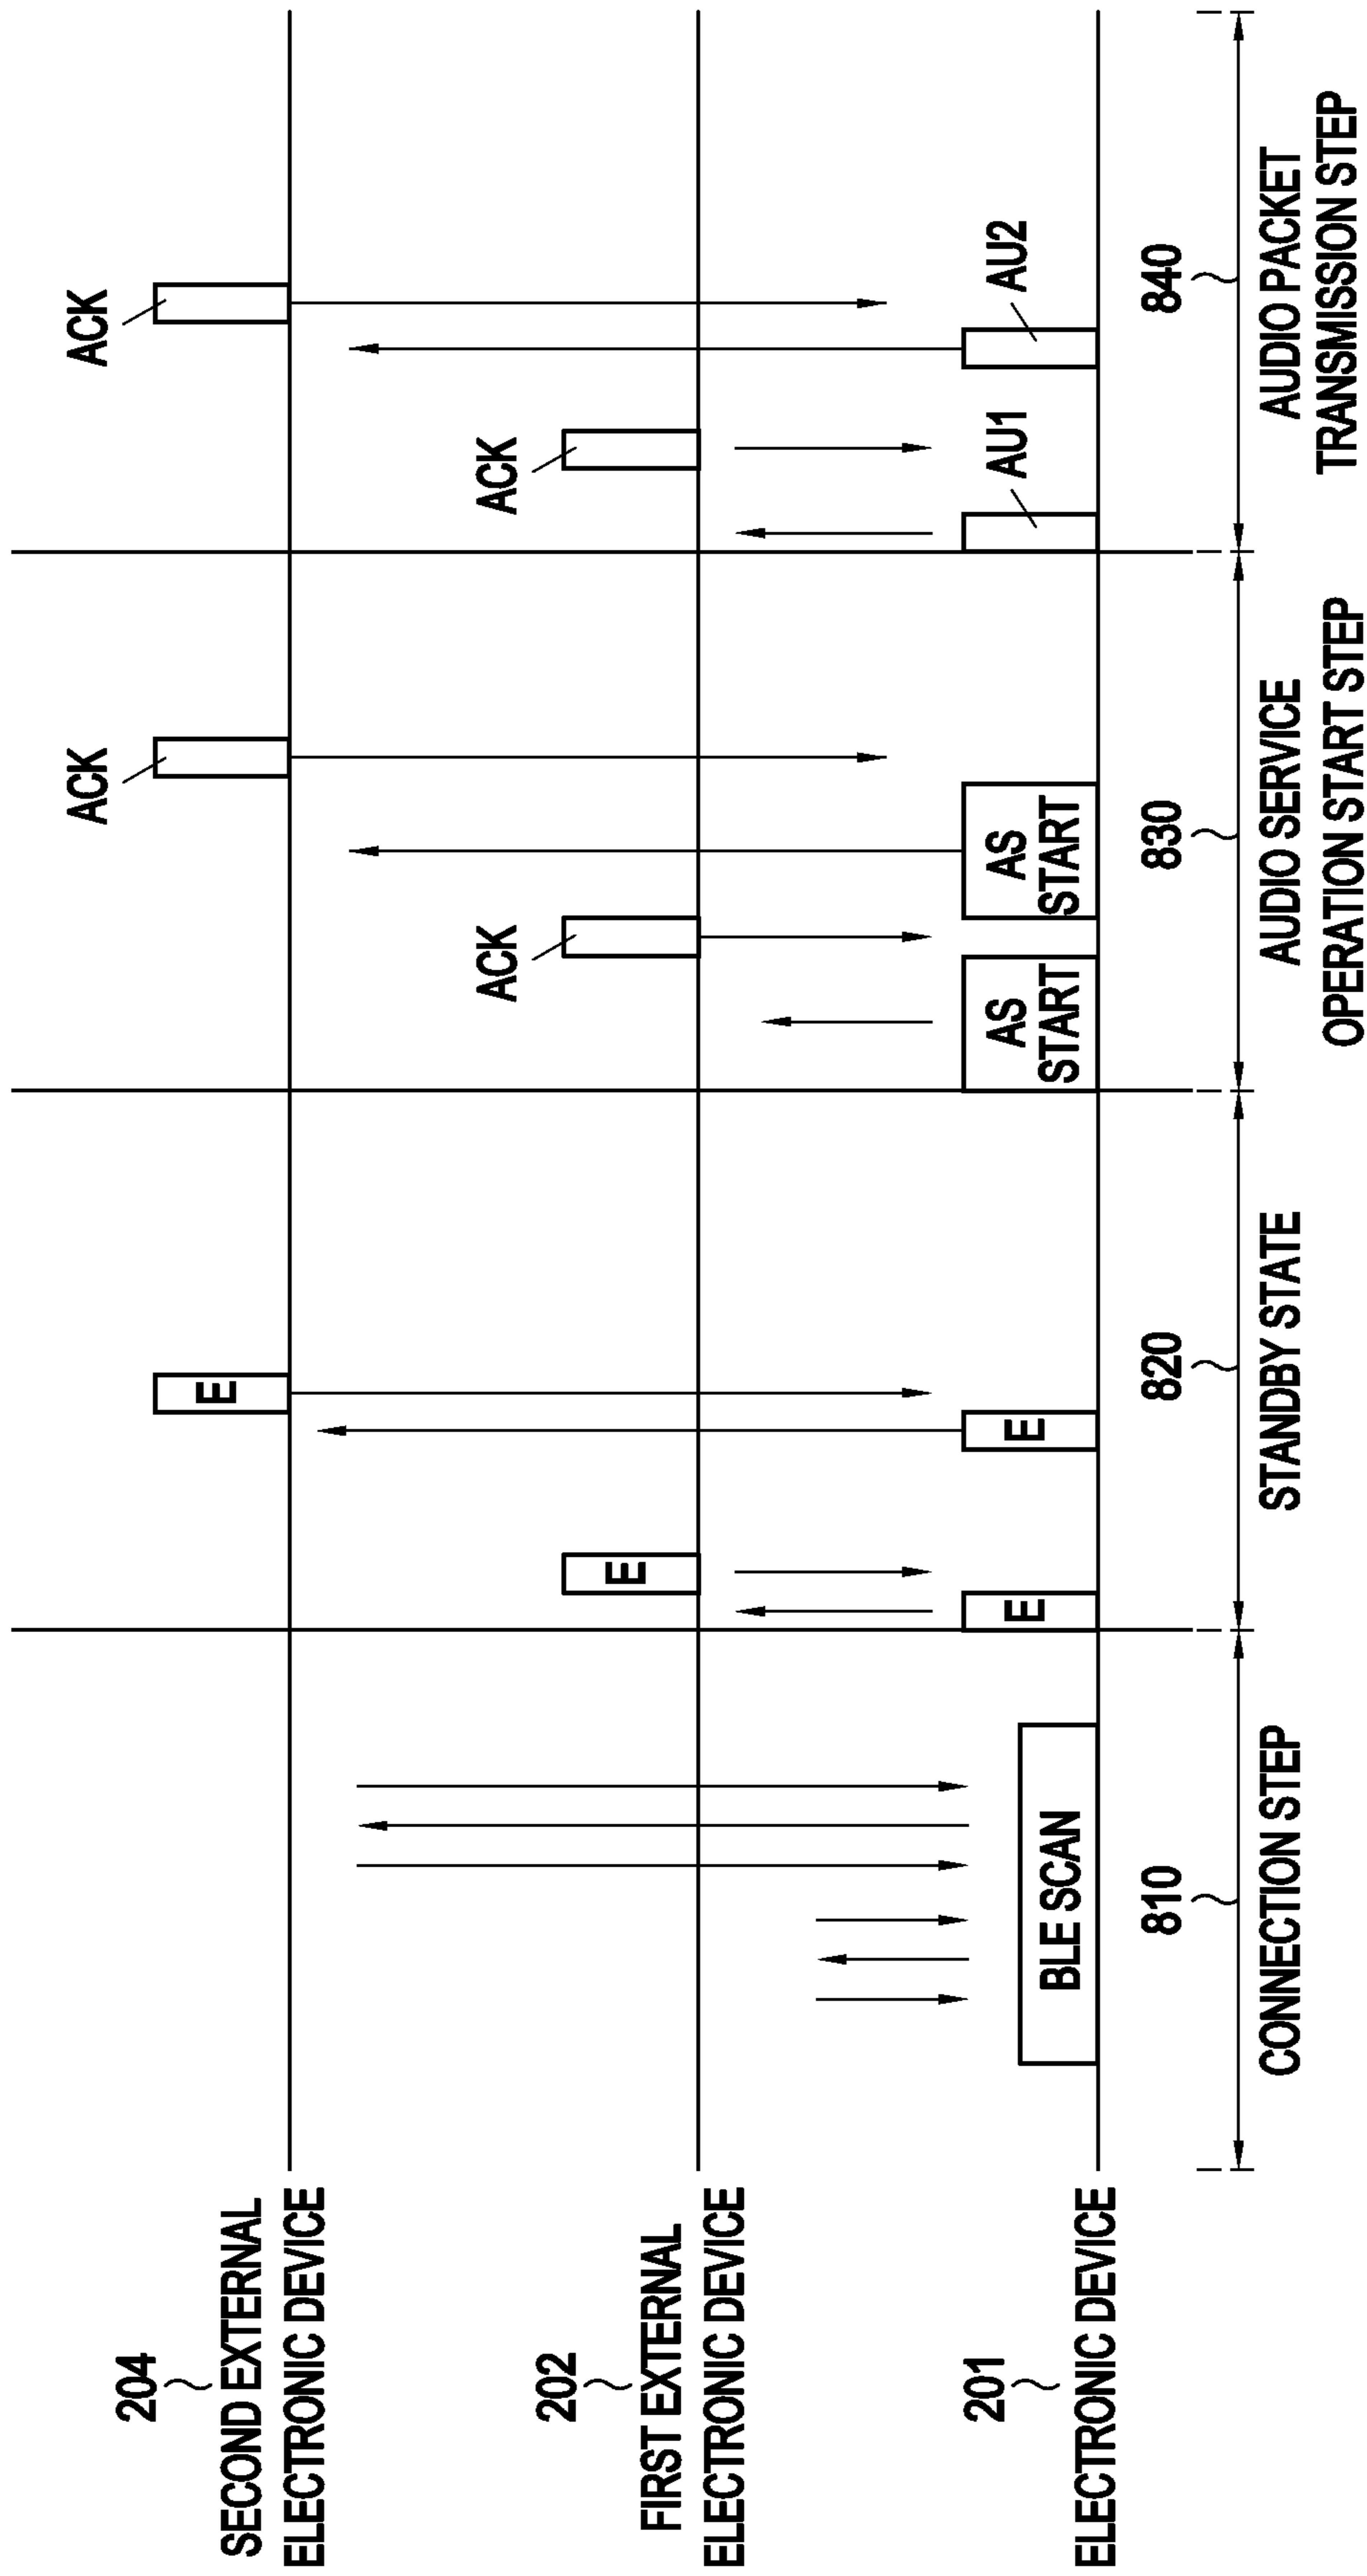 204
SECOND EXTERNAL
ELECTRONIC DEVICE
E
ACK
ACK
202
FIRST EXTERNAL
ELECTRONIC DEVICE
E
ACK
ACK
201
ELECTRONIC DEVICE
BLE SCAN
E
E
AS
START
AS
START
AU1
AU2
810
CONNECTION STEP
820
STANDBY STATE
830
AUDIO SERVICE
OPERATION START STEP
840
AUDIO PACKET
TRANSMISSION STEP